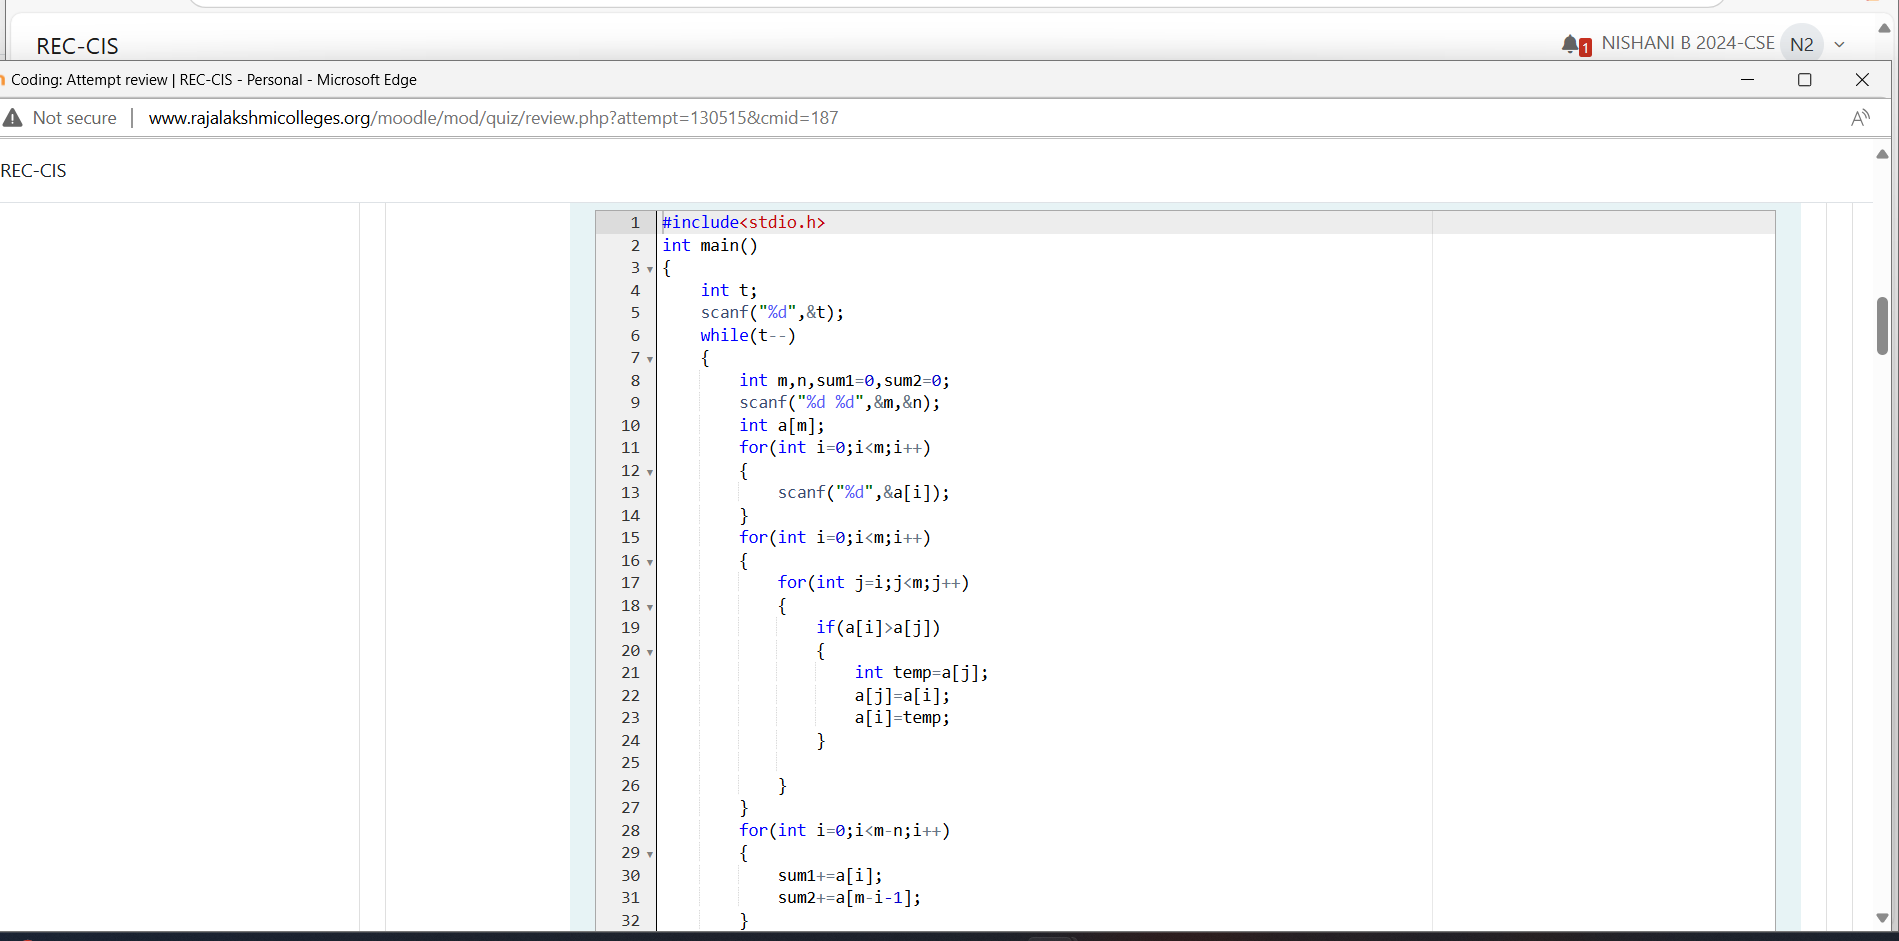 REC-CIS
1 NISHANI B 2024-CSE N2
Coding: Attempt review | REC-CIS - Personal - Microsoft Edge
Not secure | www.rajalakshmicolleges.org/moodle/mod/quiz/review.php?attempt=130515&cmid=187
REC-CIS
1 #include<stdio.h>
2 int main()
3 {
4     int t;
5     scanf("%d",&t);
6     while(t--)
7     {
8         int m,n,sum1=0,sum2=0;
9         scanf("%d %d",&m,&n);
10         int a[m];
11         for(int i=0;i<m;i++)
12         {
13             scanf("%d",&a[i]);
14         }
15         for(int i=0;i<m;i++)
16         {
17             for(int j=i;j<m;j++)
18             {
19                 if(a[i]>a[j])
20                 {
21                     int temp=a[j];
22                     a[j]=a[i];
23                     a[i]=temp;
24                 }
25
26             }
27         }
28         for(int i=0;i<m-n;i++)
29         {
30             sum1+=a[i];
31             sum2+=a[m-i-1];
32         }